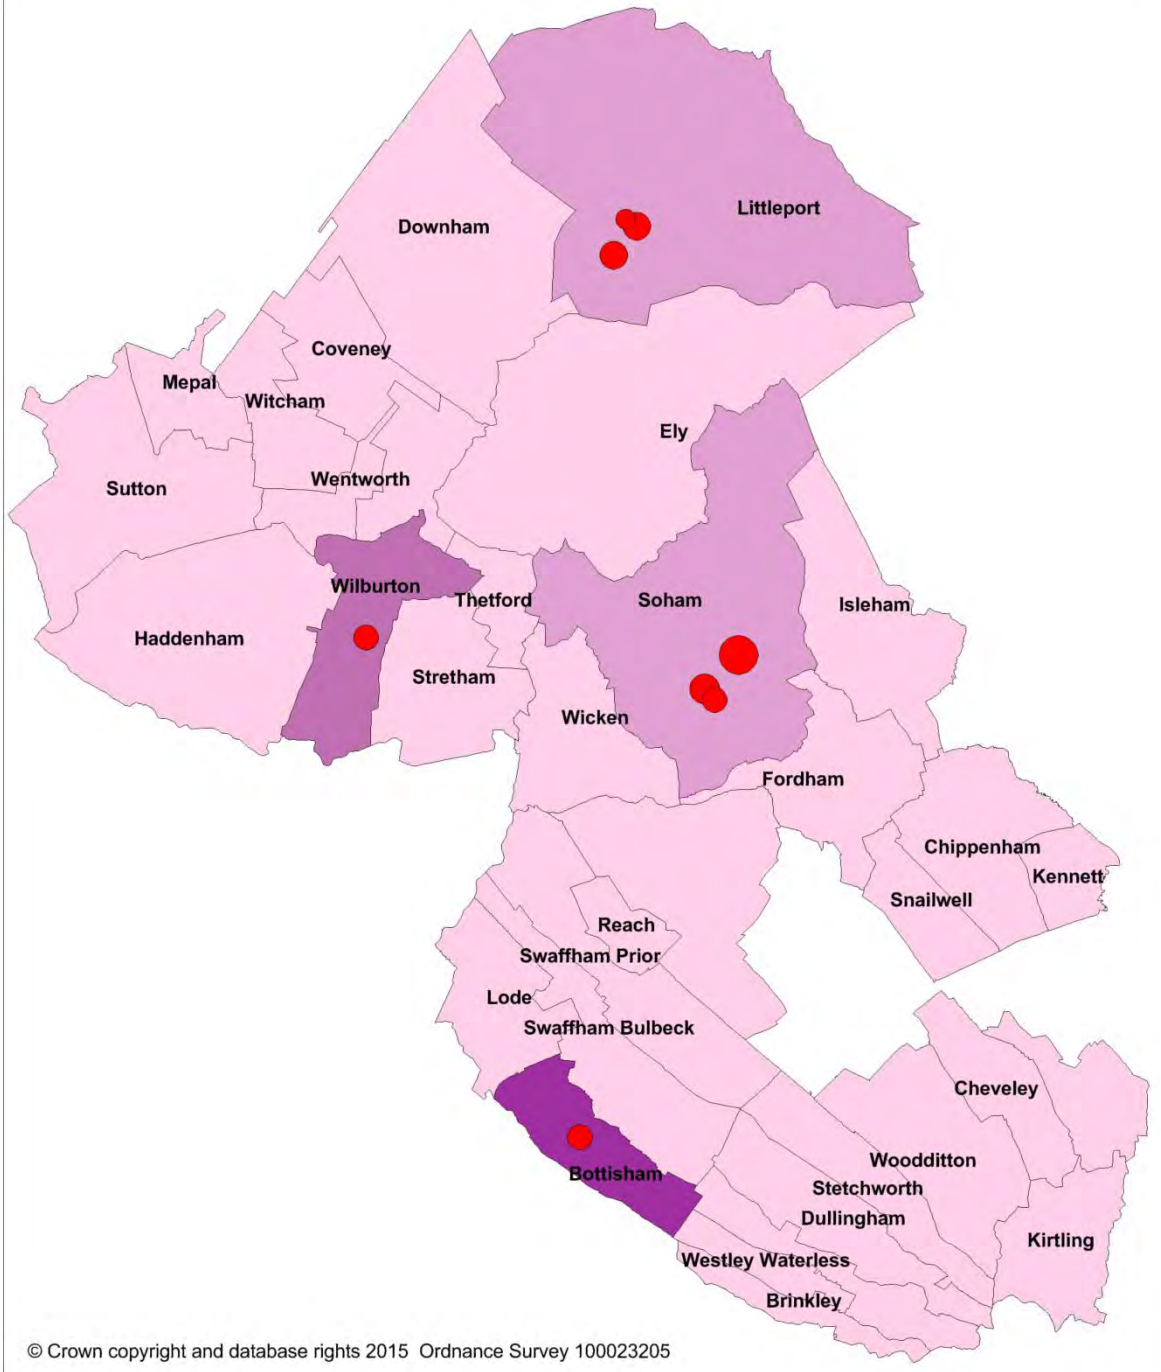 Littleport
Downham
Coveney
Mepal
Witcham
Ely
Wentworth
Sutton
Wilburton
Thetford
Soham
Isleham
Haddenham
Stretham
Wicken
Fordham
Chippenham
Kennett
Snailwell
Reach
Swaffham Prior
Lode
Swaffham Bulbeck
Cheveley
Woodditton
Bottisham
Stetchworth
Dullingham
Kirtling
Westley Waterless
Brinkley
© Crown copyright and database rights 2015 Ordnance Survey 100023205